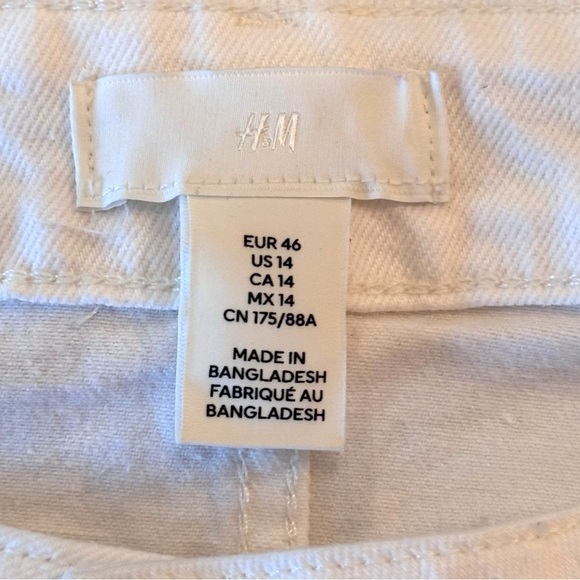 H&M
EUR 46
US 14
CA 14
MX 14
CN 175/88A
MADE IN
BANGLADESH
FABRIQUÉ AU
BANGLADESH